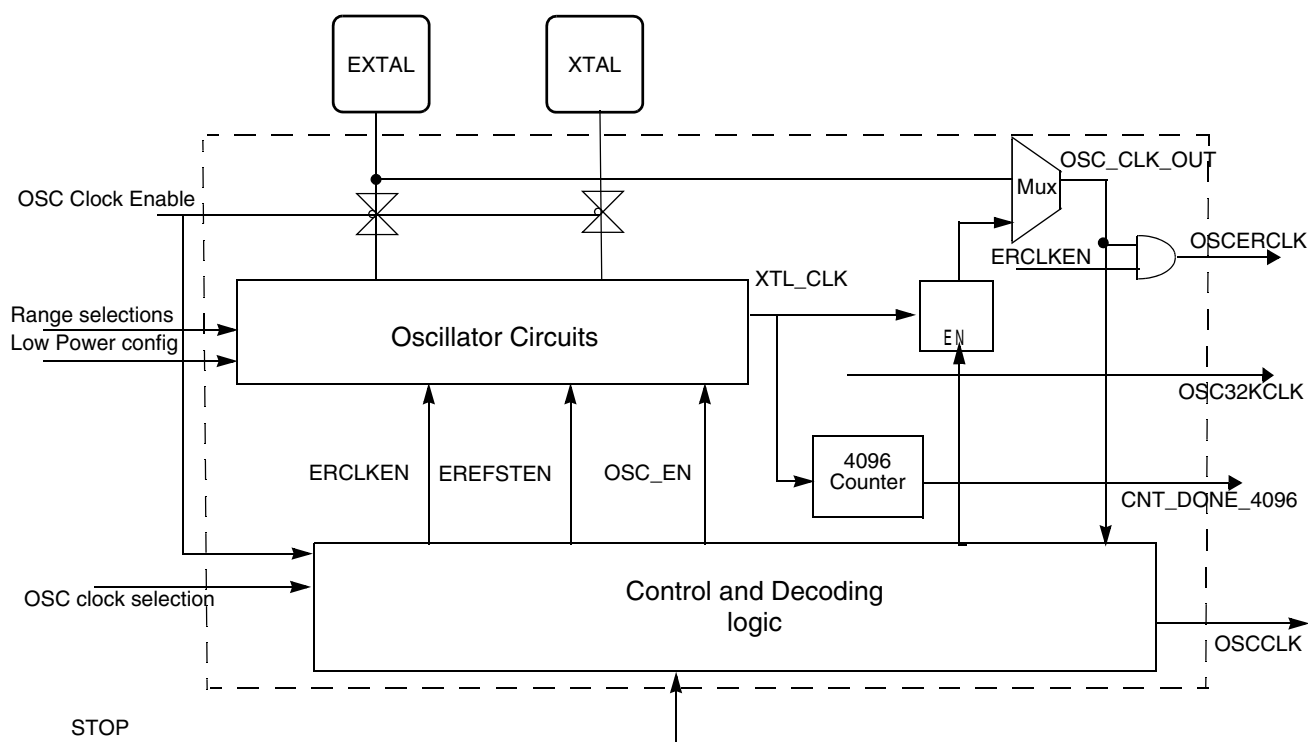 EXTAL
XTAL
OSC_CLK_OUT
Mux
OSC Clock Enable
OSCERCLK
ERCLKEN
XTL_CLK
Range selections
Oscillator Circuits
Low Power config
EN
OSC32KCLK
4096
Counter
ERCLKEN
EREFSTEN
OSC_EN
CNT_DONE_4096
Control and Decoding
logic
OSC clock selection
OSCCLK
STOP